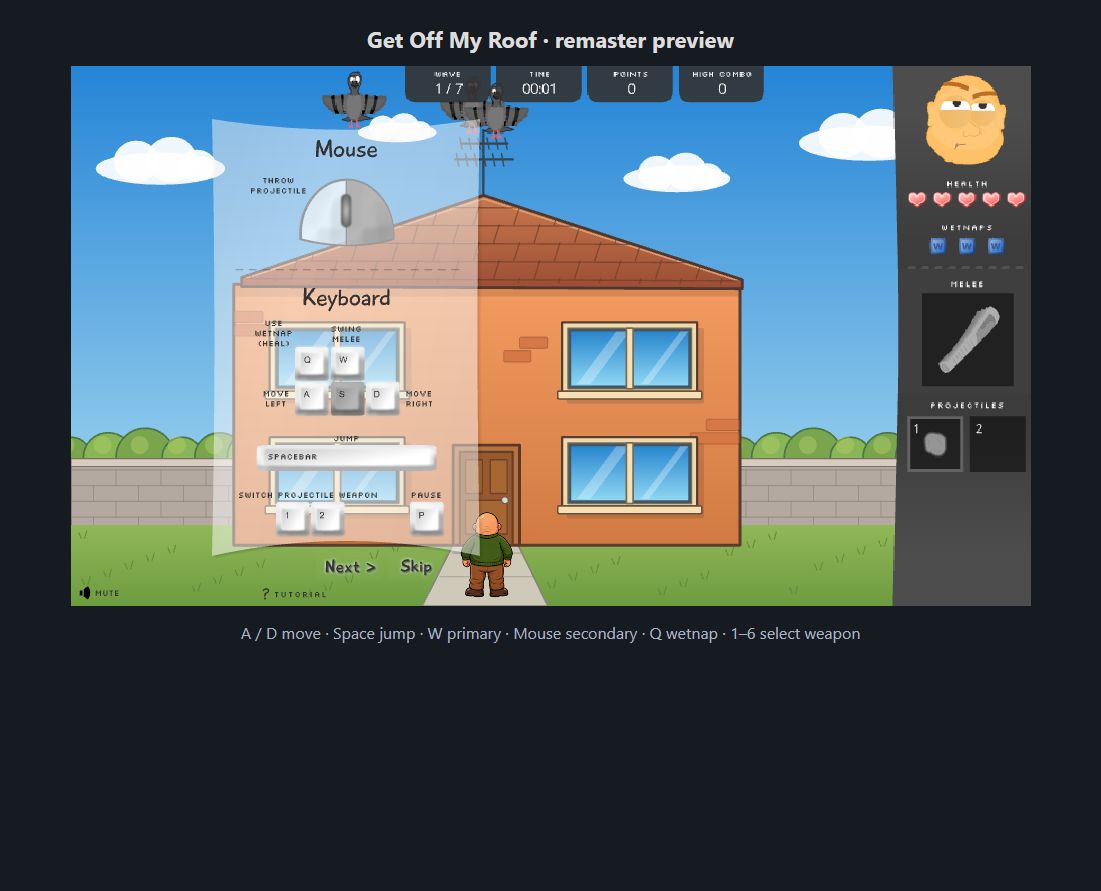 Get Off My Roof · remaster preview
WAVE
1 / 7
TIME
00:01
POINTS
0
HIGH COMBO
0
Mouse
THROW
PROJECTILE
HEALTH
WETNAPS
W W W
MELEE
Keyboard
USE
WETNAP
(HEAL)
SWING
MELEE
Q W
MOVE
LEFT
A S D
MOVE
RIGHT
PROJECTILES
1 2
JUMP
SPACEBAR
SWITCH PROJECTILE WEAPON
1 2
PAUSE
P
Next > Skip
MUTE
? TUTORIAL
A / D move · Space jump · W primary · Mouse secondary · Q wetnap · 1–6 select weapon